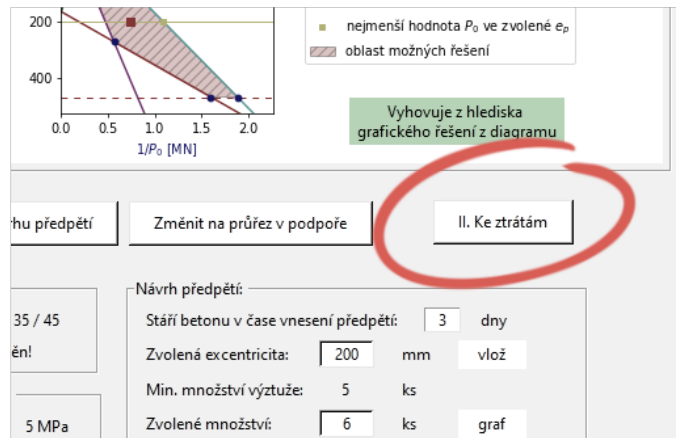 200
nejmenší hodnota P₀ ve zvolené eₚ
oblast možných řešení
400
0.0 0.5 1.0 1.5 2.0
1/P₀ [MN]
Vyhovuje z hlediska
grafického řešení z diagramu
hu předpětí
Změnit na průřez v podpoře
II. Ke ztrátám
35 / 45
ěn!
5 MPa
Návrh předpětí:
Stáří betonu v čase vnesení předpětí: 3 dny
Zvolená excentricita: 200 mm vlož
Min. množství výztuže: 5 ks
Zvolené množství: 6 ks graf